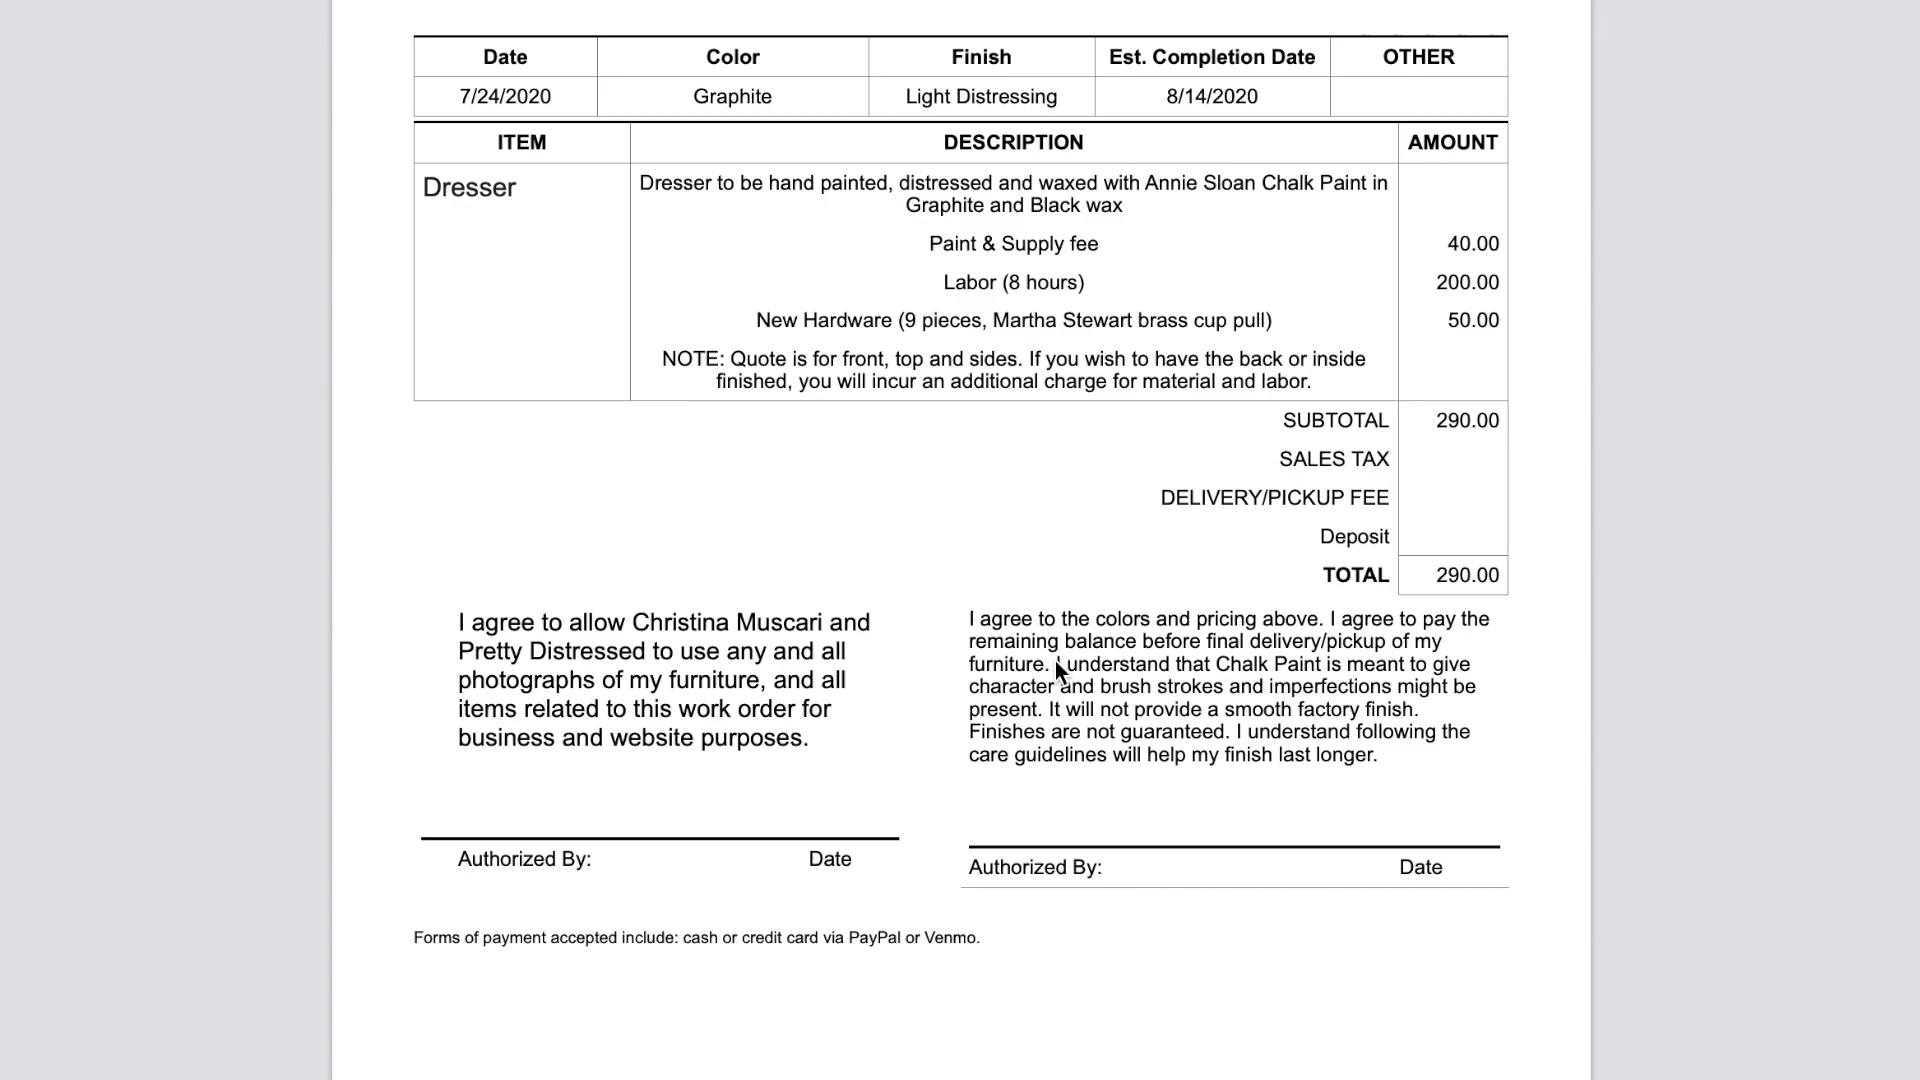 Date Color Finish Est. Completion Date OTHER
7/24/2020 Graphite Light Distressing 8/14/2020
ITEM DESCRIPTION AMOUNT
Dresser Dresser to be hand painted, distressed and waxed with Annie Sloan Chalk Paint in
Graphite and Black wax
Paint & Supply fee 40.00
Labor (8 hours) 200.00
New Hardware (9 pieces, Martha Stewart brass cup pull) 50.00
NOTE: Quote is for front, top and sides. If you wish to have the back or inside
finished, you will incur an additional charge for material and labor.
SUBTOTAL 290.00
SALES TAX
DELIVERY/PICKUP FEE
Deposit
TOTAL 290.00
I agree to allow Christina Muscari and
Pretty Distressed to use any and all
photographs of my furniture, and all
items related to this work order for
business and website purposes.
Authorized By: Date
I agree to the colors and pricing above. I agree to pay the
remaining balance before final delivery/pickup of my
furniture. I understand that Chalk Paint is meant to give
character and brush strokes and imperfections might be
present. It will not provide a smooth factory finish.
Finishes are not guaranteed. I understand following the
care guidelines will help my finish last longer.
Authorized By: Date
Forms of payment accepted include: cash or credit card via PayPal or Venmo.